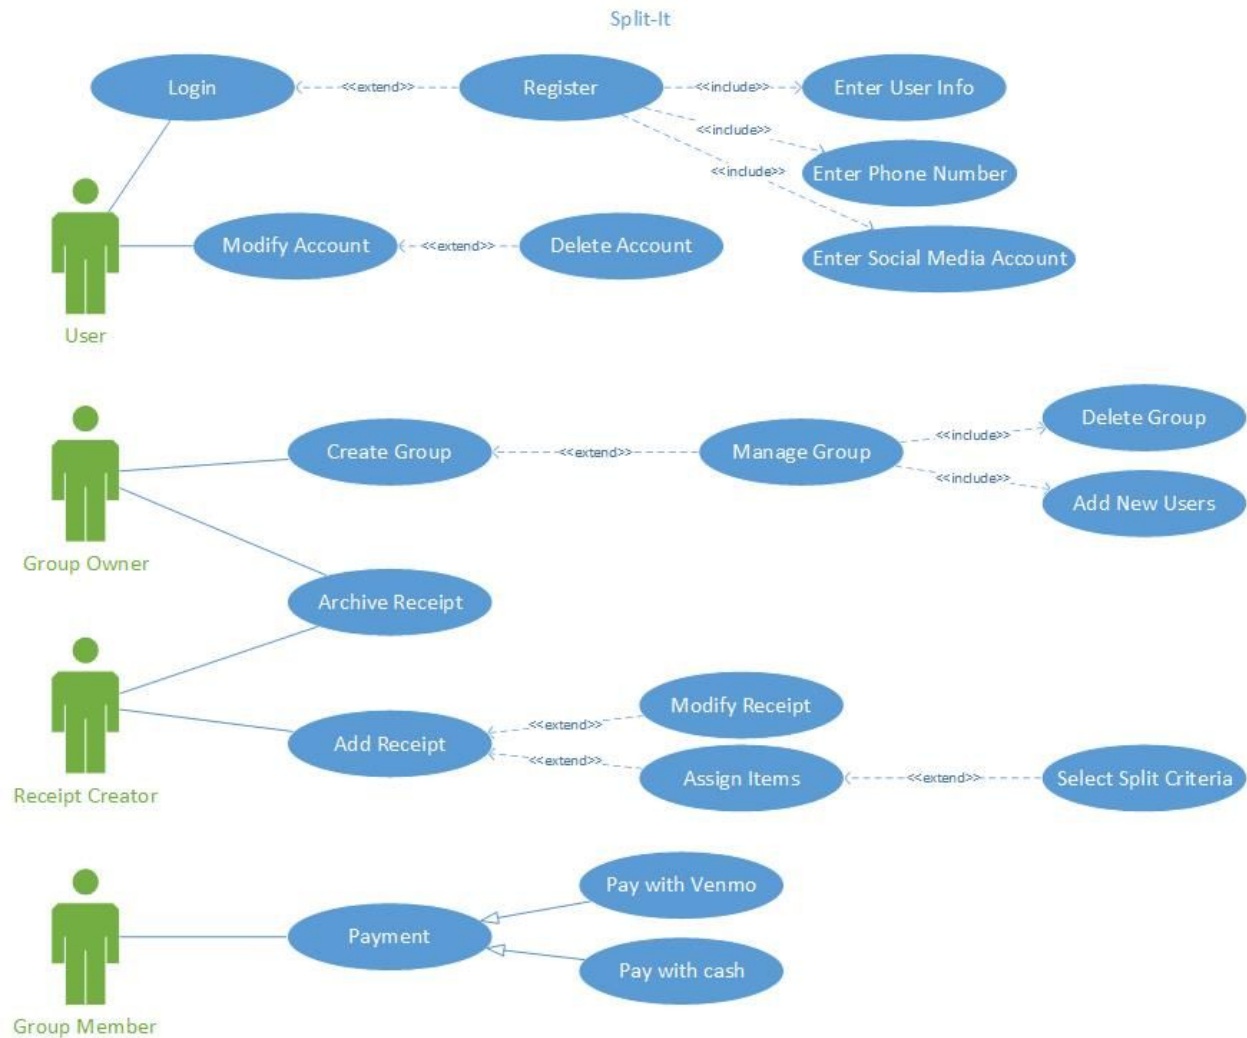 Split-It
Login
<<extend>>
Register
<<include>>
Enter User Info
<<include>>
Enter Phone Number
<<include>>
Enter Social Media Account
Modify Account
<<extend>>
Delete Account
User
Create Group
<<extend>>
Manage Group
<<include>>
Delete Group
<<include>>
Add New Users
Group Owner
Archive Receipt
Add Receipt
<<extend>>
Modify Receipt
<<extend>>
Assign Items
<<extend>>
Select Split Criteria
Receipt Creator
Payment
Pay with Venmo
Pay with cash
Group Member